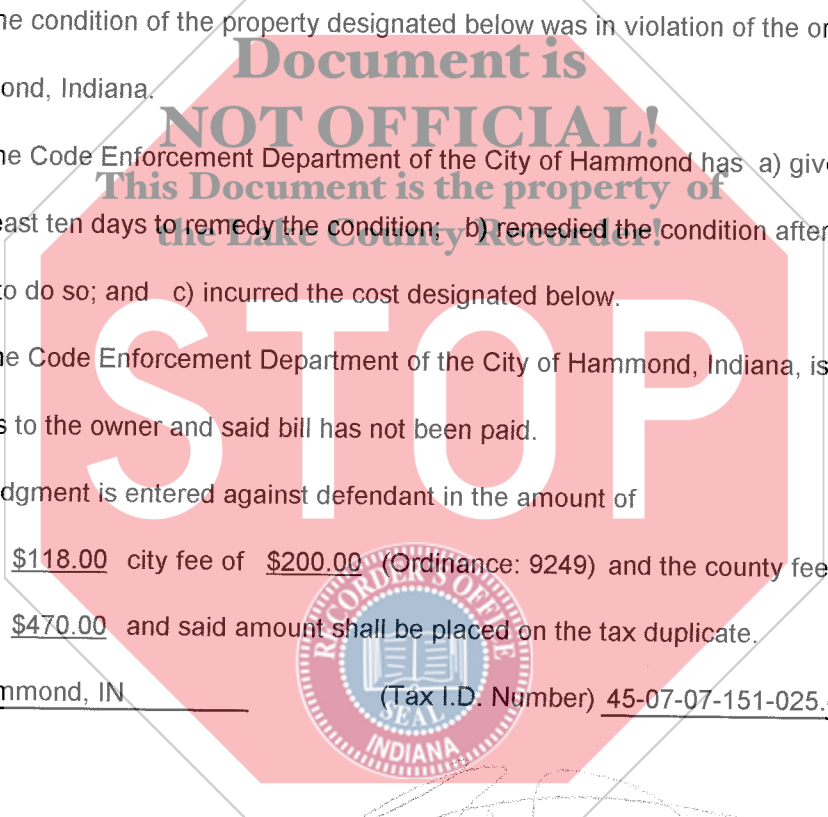 he condition of the property designated below was in violation of the or
Document is
ond, Indiana.
NOT OFFICIAL!
he Code Enforcement Department of the City of Hammond has a) give
This Document is the property of
east ten days to remedy the condition; b) remedied the condition after
the Lake County Recorder!
to do so; and c) incurred the cost designated below.
STOP
he Code Enforcement Department of the City of Hammond, Indiana, is
s to the owner and said bill has not been paid.
dgment is entered against defendant in the amount of
$118.00 city fee of $200.00 (Ordinance: 9249) and the county fee
$470.00 and said amount shall be placed on the tax duplicate.
RECORDER'S OFFICE
SEAL
INDIANA
mmond, IN (Tax I.D. Number) 45-07-07-151-025.